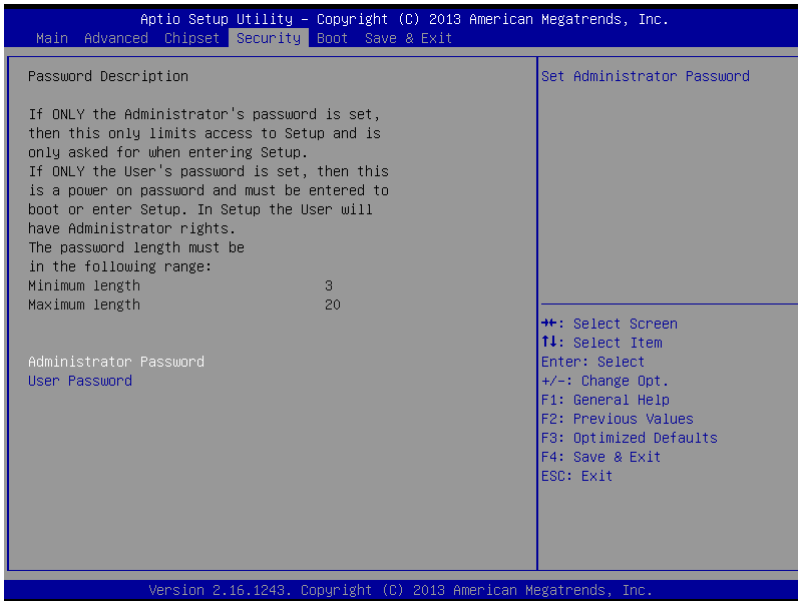 Aptio Setup Utility – Copyright (C) 2013 American Megatrends, Inc.
Main Advanced Chipset Security Boot Save & Exit
Password Description
If ONLY the Administrator's password is set,
then this only limits access to Setup and is
only asked for when entering Setup.
If ONLY the User's password is set, then this
is a power on password and must be entered to
boot or enter Setup. In Setup the User will
have Administrator rights.
The password length must be
in the following range:
Minimum length 3
Maximum length 20
Administrator Password
User Password
Set Administrator Password
→←: Select Screen
↑↓: Select Item
Enter: Select
+/-: Change Opt.
F1: General Help
F2: Previous Values
F3: Optimized Defaults
F4: Save & Exit
ESC: Exit
Version 2.16.1243. Copyright (C) 2013 American Megatrends, Inc.